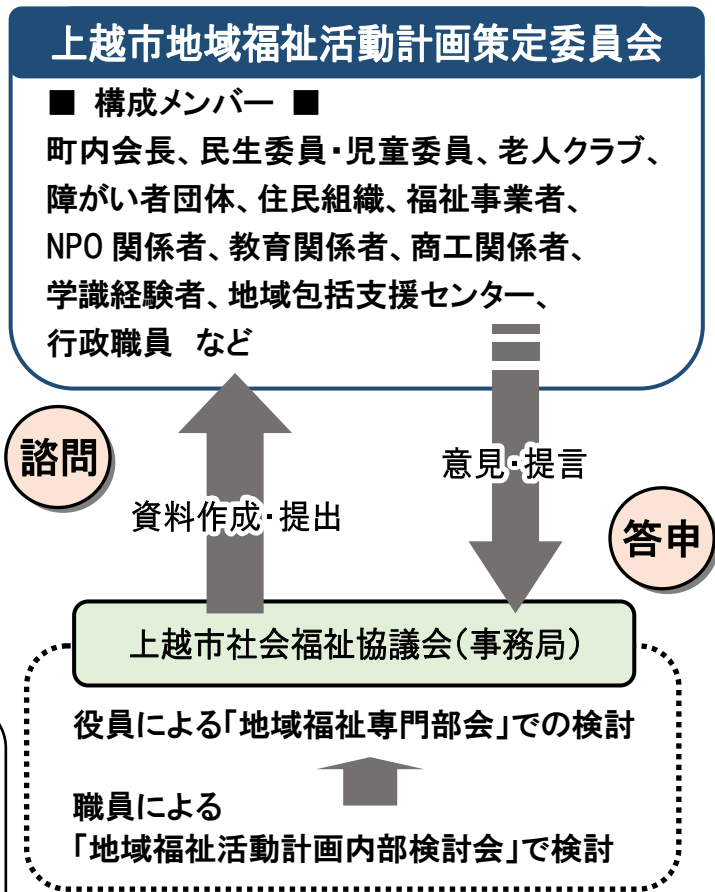 上越市地域福祉活動計画策定委員会
■ 構成メンバー ■
町内会長、民生委員・児童委員、老人クラブ、
障がい者団体、住民組織、福祉事業者、
NPO 関係者、教育関係者、商工関係者、
学識経験者、地域包括支援センター、
行政職員 など
諮問
資料作成・提出
意見・提言
答申
上越市社会福祉協議会(事務局)
役員による「地域福祉専門部会」での検討
職員による
「地域福祉活動計画内部検討会」で検討